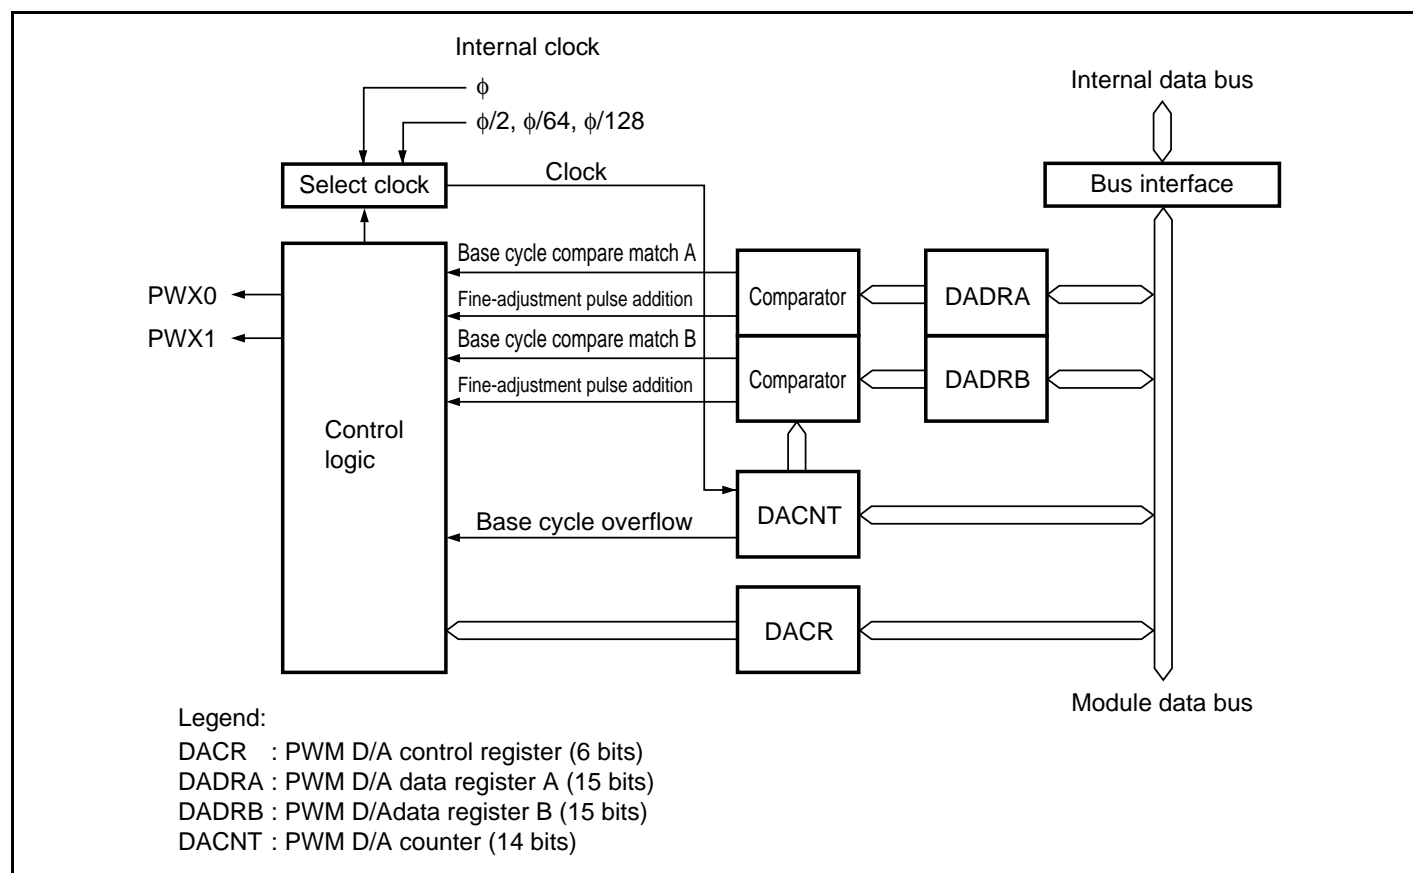 Internal clock
ϕ
ϕ/2, ϕ/64, ϕ/128
Internal data bus
Select clock
Clock
Bus interface
Base cycle compare match A
Fine-adjustment pulse addition
Base cycle compare match B
Fine-adjustment pulse addition
Comparator
Comparator
DADRA
DADRB
PWX0
PWX1
Control
logic
Base cycle overflow
DACNT
DACR
Module data bus
Legend:
DACR : PWM D/A control register (6 bits)
DADRA : PWM D/A data register A (15 bits)
DADRB : PWM D/Adata register B (15 bits)
DACNT : PWM D/A counter (14 bits)